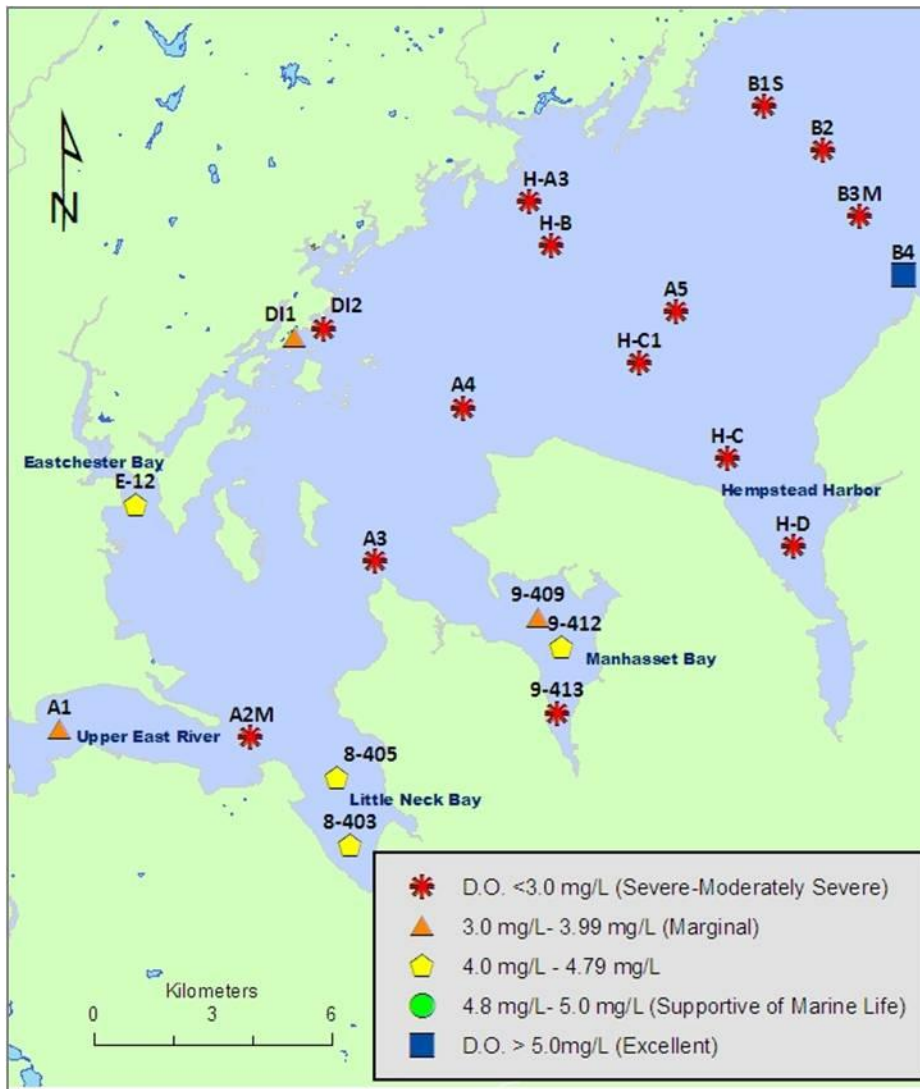 B1S
B2
H-A3
B3M
H-B
B4
N
A5
DI1
DI2
H-C1
A4
H-C
Eastchester Bay
E-12
Hempstead Harbor
H-D
A3
9-409
9-412
Manhasset Bay
9-413
A1
A2M
Upper East River
8-405
Little Neck Bay
8-403
D.O. <3.0 mg/L (Severe-Moderately Severe)
3.0 mg/L- 3.99 mg/L (Marginal)
4.0 mg/L - 4.79 mg/L
4.8 mg/L- 5.0 mg/L (Supportive of Marine Life)
D.O. > 5.0mg/L (Excellent)
Kilometers
0 3 6